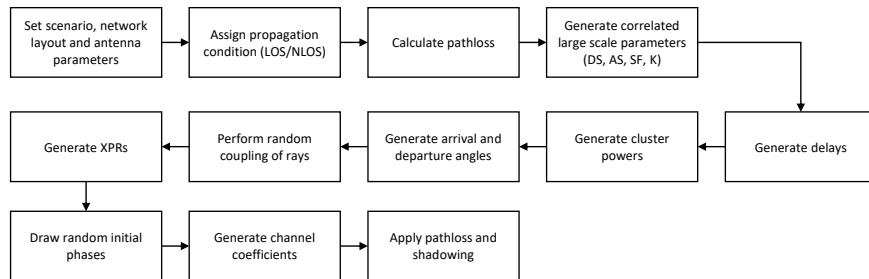 Set scenario, network
layout and antenna
parameters
Assign propagation
condition (LOS/NLOS)
Calculate pathloss
Generate correlated
large scale parameters
(DS, AS, SF, K)
Generate delays
Generate cluster
powers
Generate arrival and
departure angles
Perform random
coupling of rays
Generate XPRs
Draw random initial
phases
Generate channel
coefficients
Apply pathloss and
shadowing